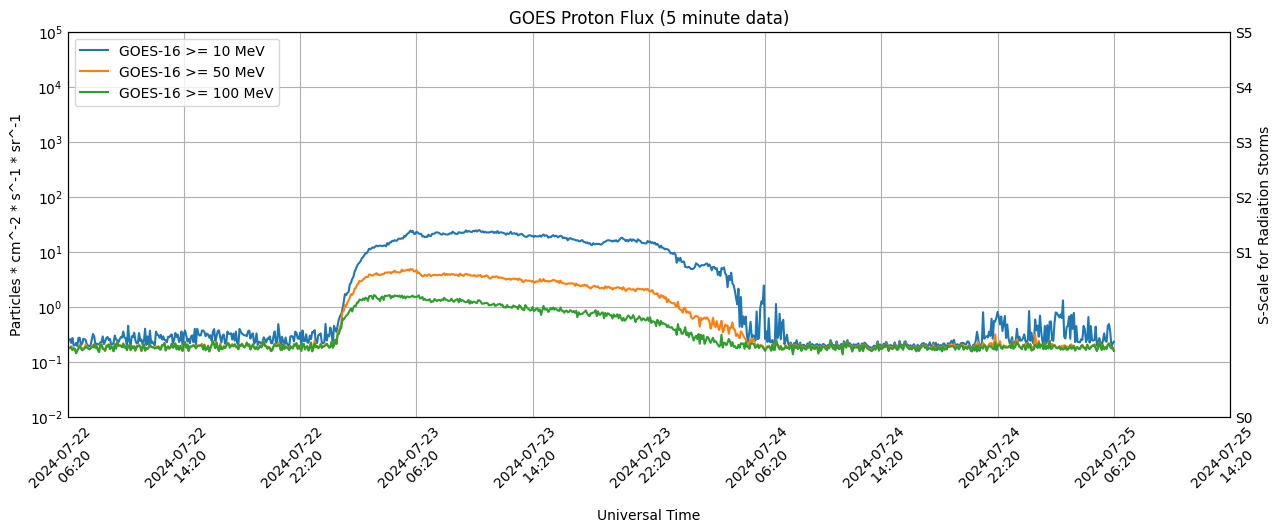 GOES Proton Flux (5 minute data)
GOES-16 >= 10 MeV
GOES-16 >= 50 MeV
GOES-16 >= 100 MeV
Particles * cm^-2 * s^-1 * sr^-1
10^5
10^4
10^3
10^2
10^1
10^0
10^-1
10^-2
S5
S4
S3
S2
S1
S0
S-Scale for Radiation Storms
2024-07-22
06:20
2024-07-22
14:20
2024-07-22
22:20
2024-07-23
06:20
2024-07-23
14:20
2024-07-23
22:20
2024-07-24
06:20
2024-07-24
14:20
2024-07-24
22:20
2024-07-25
06:20
2024-07-25
14:20
Universal Time